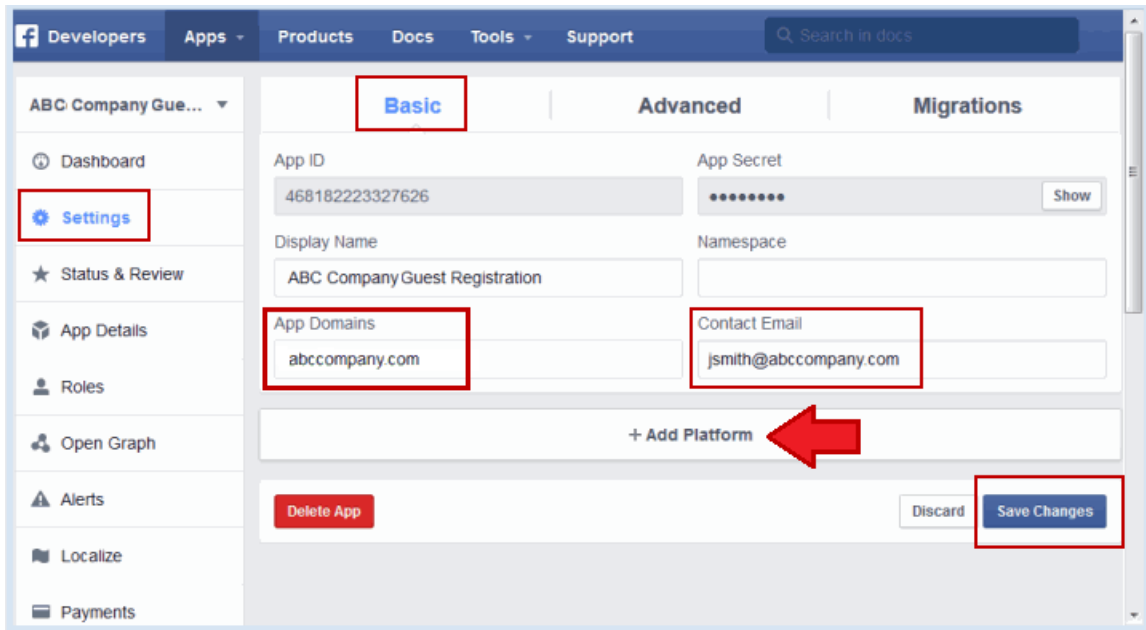 f Developers Apps Products Docs Tools Support Search in docs
ABC Company Gue... Basic Advanced Migrations
Dashboard
Settings
Status & Review
App Details
Roles
Open Graph
Alerts
Localize
Payments
App ID App Secret
468182223327626 •••••••• Show
Display Name Namespace
ABC Company Guest Registration
App Domains Contact Email
abccompany.com jsmith@abccompany.com
+ Add Platform
Delete App Discard Save Changes